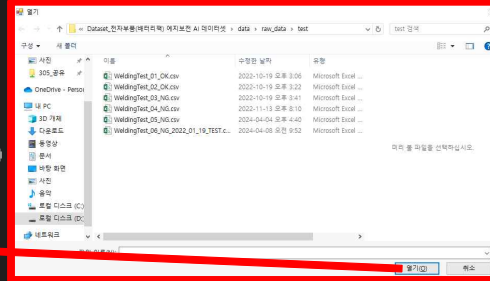 열기
« Dataset_전자부품(배터리팩) 예지보전 AI 데이터셋 > data > raw_data > test
test 검색
구성 새 폴더
이름 수정한 날짜 유형
사진
305_공유
OneDrive - Person
내 PC
3D 개체
다운로드
동영상
문서
바탕 화면
사진
음악
로컬 디스크 (C:)
로컬 디스크 (D:)
네트워크
WeldingTest_01_OK.csv 2022-10-19 오후 3:06 Microsoft Excel ...
WeldingTest_02_OK.csv 2022-10-19 오후 3:22 Microsoft Excel ...
WeldingTest_03_NG.csv 2022-10-19 오후 3:41 Microsoft Excel ...
WeldingTest_04_NG.csv 2022-11-13 오후 8:10 Microsoft Excel ...
WeldingTest_05_NG.csv 2024-04-04 오후 4:40 Microsoft Excel ...
WeldingTest_06_NG_2022_01_19_TEST.c... 2024-04-08 오전 9:52 Microsoft Excel ...
미리 볼 파일을 선택하십시오.
열기(O) 취소